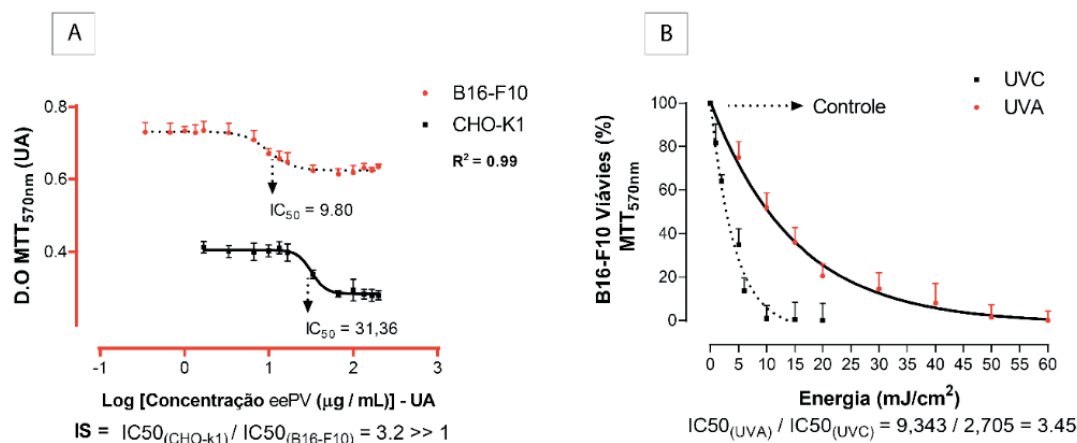 A
B16-F10
CHO-K1
R² = 0.99
D.O MTT570nm (UA)
0.8
0.6
0.4
IC50 = 9.80
IC50 = 31,36
-1 0 1 2 3
Log [Concentração eePV (µg / mL)] - UA
IS = IC50(CHO-k1) / IC50(B16-F10) = 3.2 >> 1
B
UVC
UVA
Controle
B16-F10 Viávies (%)
MTT570nm
100
80
60
40
20
0
0 5 10 15 20 30 40 50 60
Energia (mJ/cm²)
IC50(UVA) / IC50(UVC) = 9,343 / 2,705 = 3.45